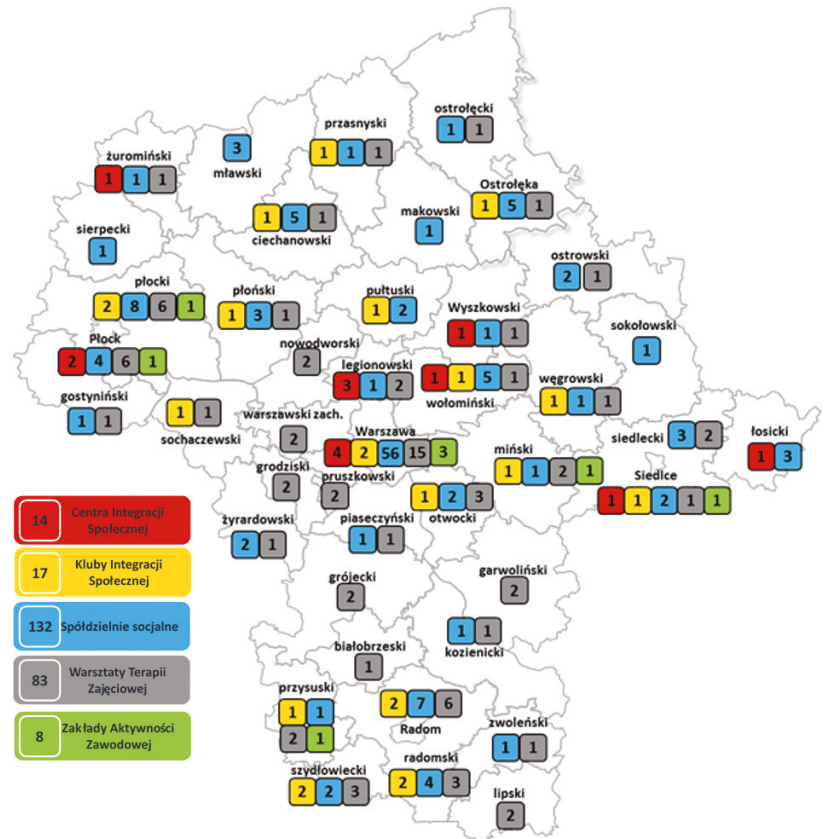 ostrołęcki
1 1
przasnyski
1 1 1
3
mławski
żuromiński
1 1 1
Ostrołęka
1 5 1
makowski
1
1 5 1
ciechanowski
sierpecki
1
ostrowski
2 1
płocki
2 8 6 1
płoński
1 3 1
pułtuski
1 2
Wyszkowski
1 1 1
sokołowski
1
Płock
2 4 6 1
nowodworski
2
legionowski
3 1 2
1 1 5 1
wołomiński
węgrowski
1 1 1
gostyniński
1 1
1 1
sochaczewski
warszawski zach.
2
Warszawa
4 2 56 15 3
siedlecki
3 2
łosicki
1 3
miński
1 1 2 1
Siedlce
1 1 2 1 1
grodziski
2
pruszkowski
2
1 2 3
otwocki
żyrardowski
2 1
piaseczyński
1 1
grójecki
2
garwoliński
2
1 1
kozienicki
białobrzeski
1
przysuski
1 1
2 1
2 7 6
Radom
zwoleński
1 1
szydłowiecki
2 2 3
radomski
2 4 3
lipski
2
14 Centra Integracji
Społecznej
17 Kluby Integracji
Społecznej
132 Spółdzielnie socjalne
83 Warsztaty Terapii
Zajęciowej
8 Zakłady Aktywności
Zawodowej